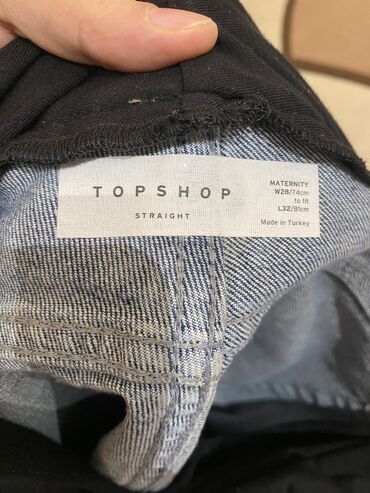 TOPSHOP
STRAIGHT
MATERNITY
W28/74cm
to fit
L32/81cm
Made in Turkey